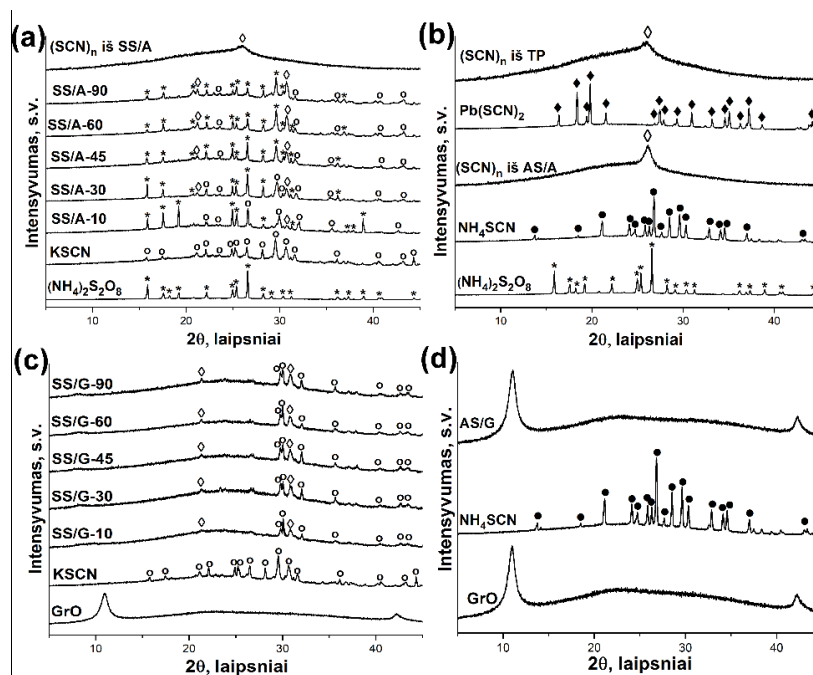 (a)
(SCN)n iš SS/A
SS/A-90
SS/A-60
SS/A-45
SS/A-30
SS/A-10
KSCN
(NH4)2S2O8
Intensyvumas, s.v.
10 20 30 40
2θ, laipsniai
(b)
(SCN)n iš TP
Pb(SCN)2
(SCN)n iš AS/A
NH4SCN
(NH4)2S2O8
Intensyvumas, s.v.
10 20 30 40
2θ, laipsniai
(c)
SS/G-90
SS/G-60
SS/G-45
SS/G-30
SS/G-10
KSCN
GrO
Intensyvumas, s.v.
10 20 30 40
2θ, laipsniai
(d)
AS/G
NH4SCN
GrO
Intensyvumas, s.v.
10 20 30 40
2θ, laipsniai